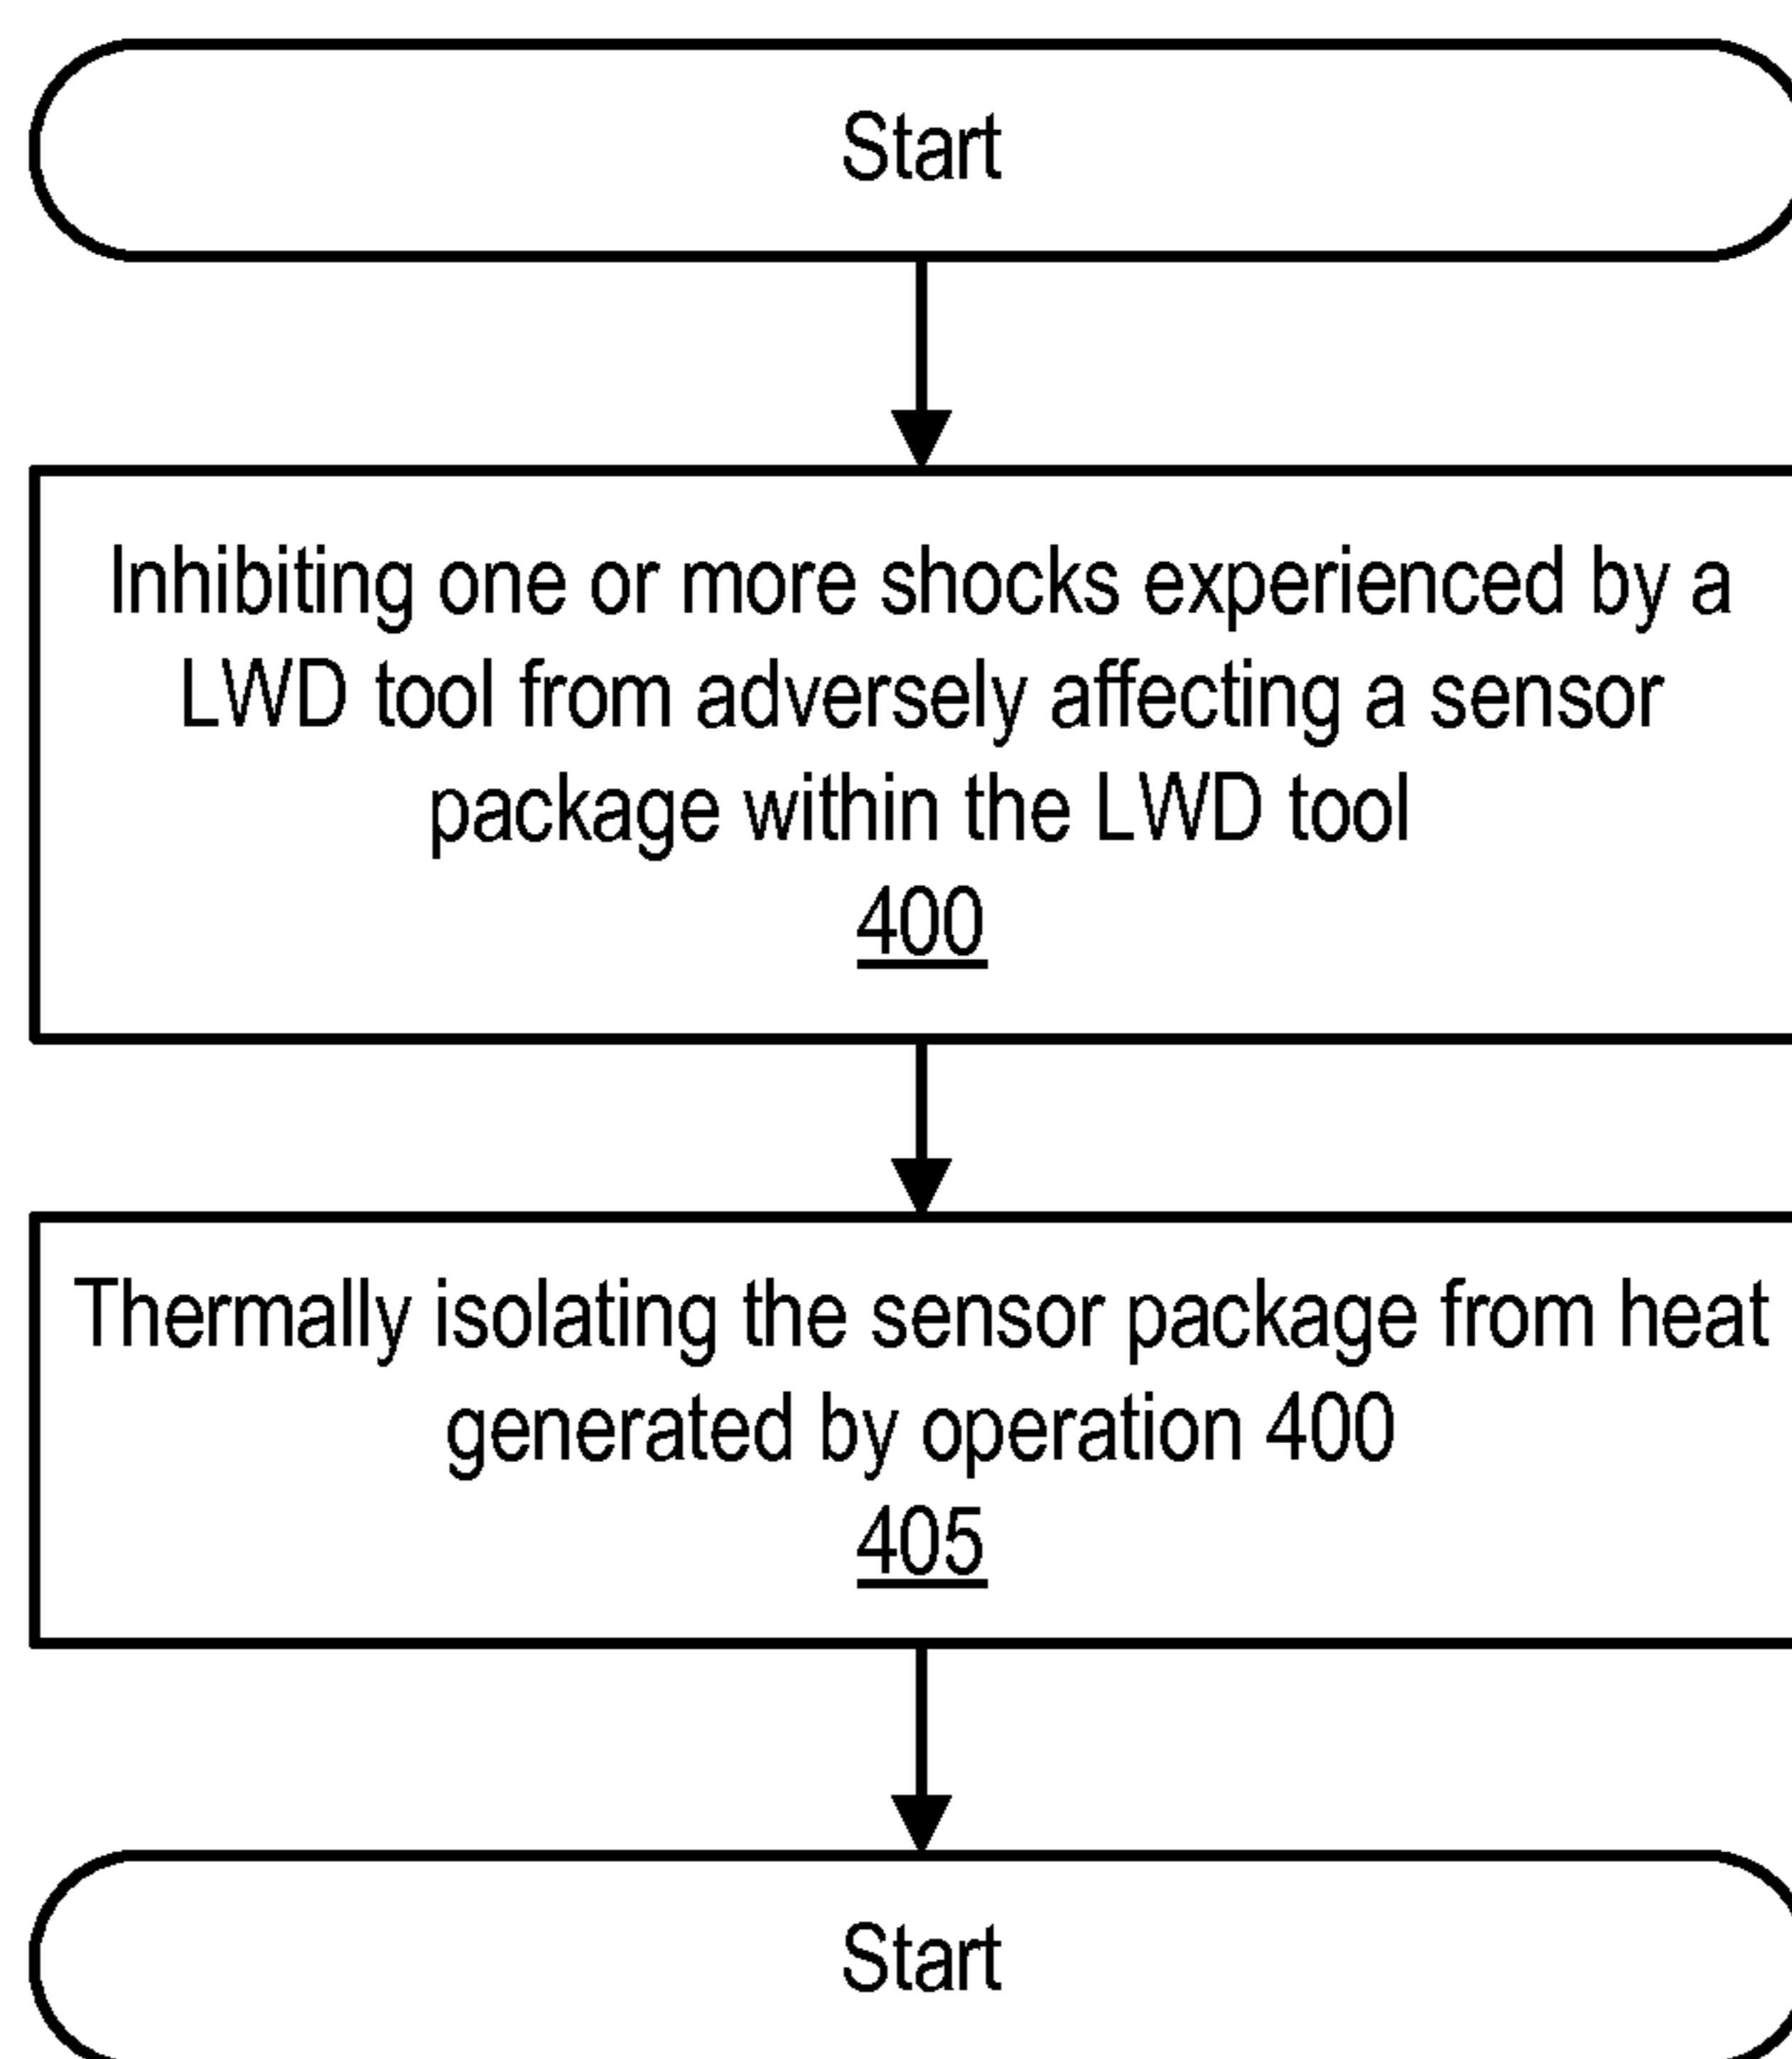 Start
Inhibiting one or more shocks experienced by a
LWD tool from adversely affecting a sensor
package within the LWD tool
400
Thermally isolating the sensor package from heat
generated by operation 400
405
Start